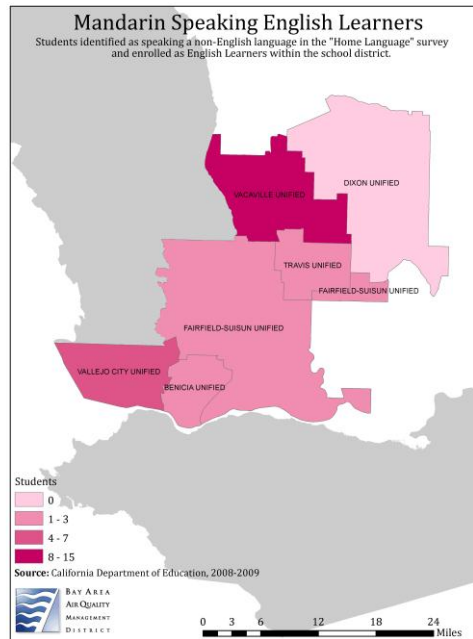 Mandarin Speaking English Learners
Students identified as speaking a non-English language in the "Home Language" survey
and enrolled as English Learners within the school district.
VACAVILLE UNIFIED
DIXON UNIFIED
TRAVIS UNIFIED
FAIRFIELD-SUISUN UNIFIED
FAIRFIELD-SUISUN UNIFIED
VALLEJO CITY UNIFIED
BENICIA UNIFIED
Students
0
1 - 3
4 - 7
8 - 15
Source: California Department of Education, 2008-2009
BAY AREA
AIR QUALITY
MANAGEMENT
DISTRICT
0 3 6 12 18 24
Miles